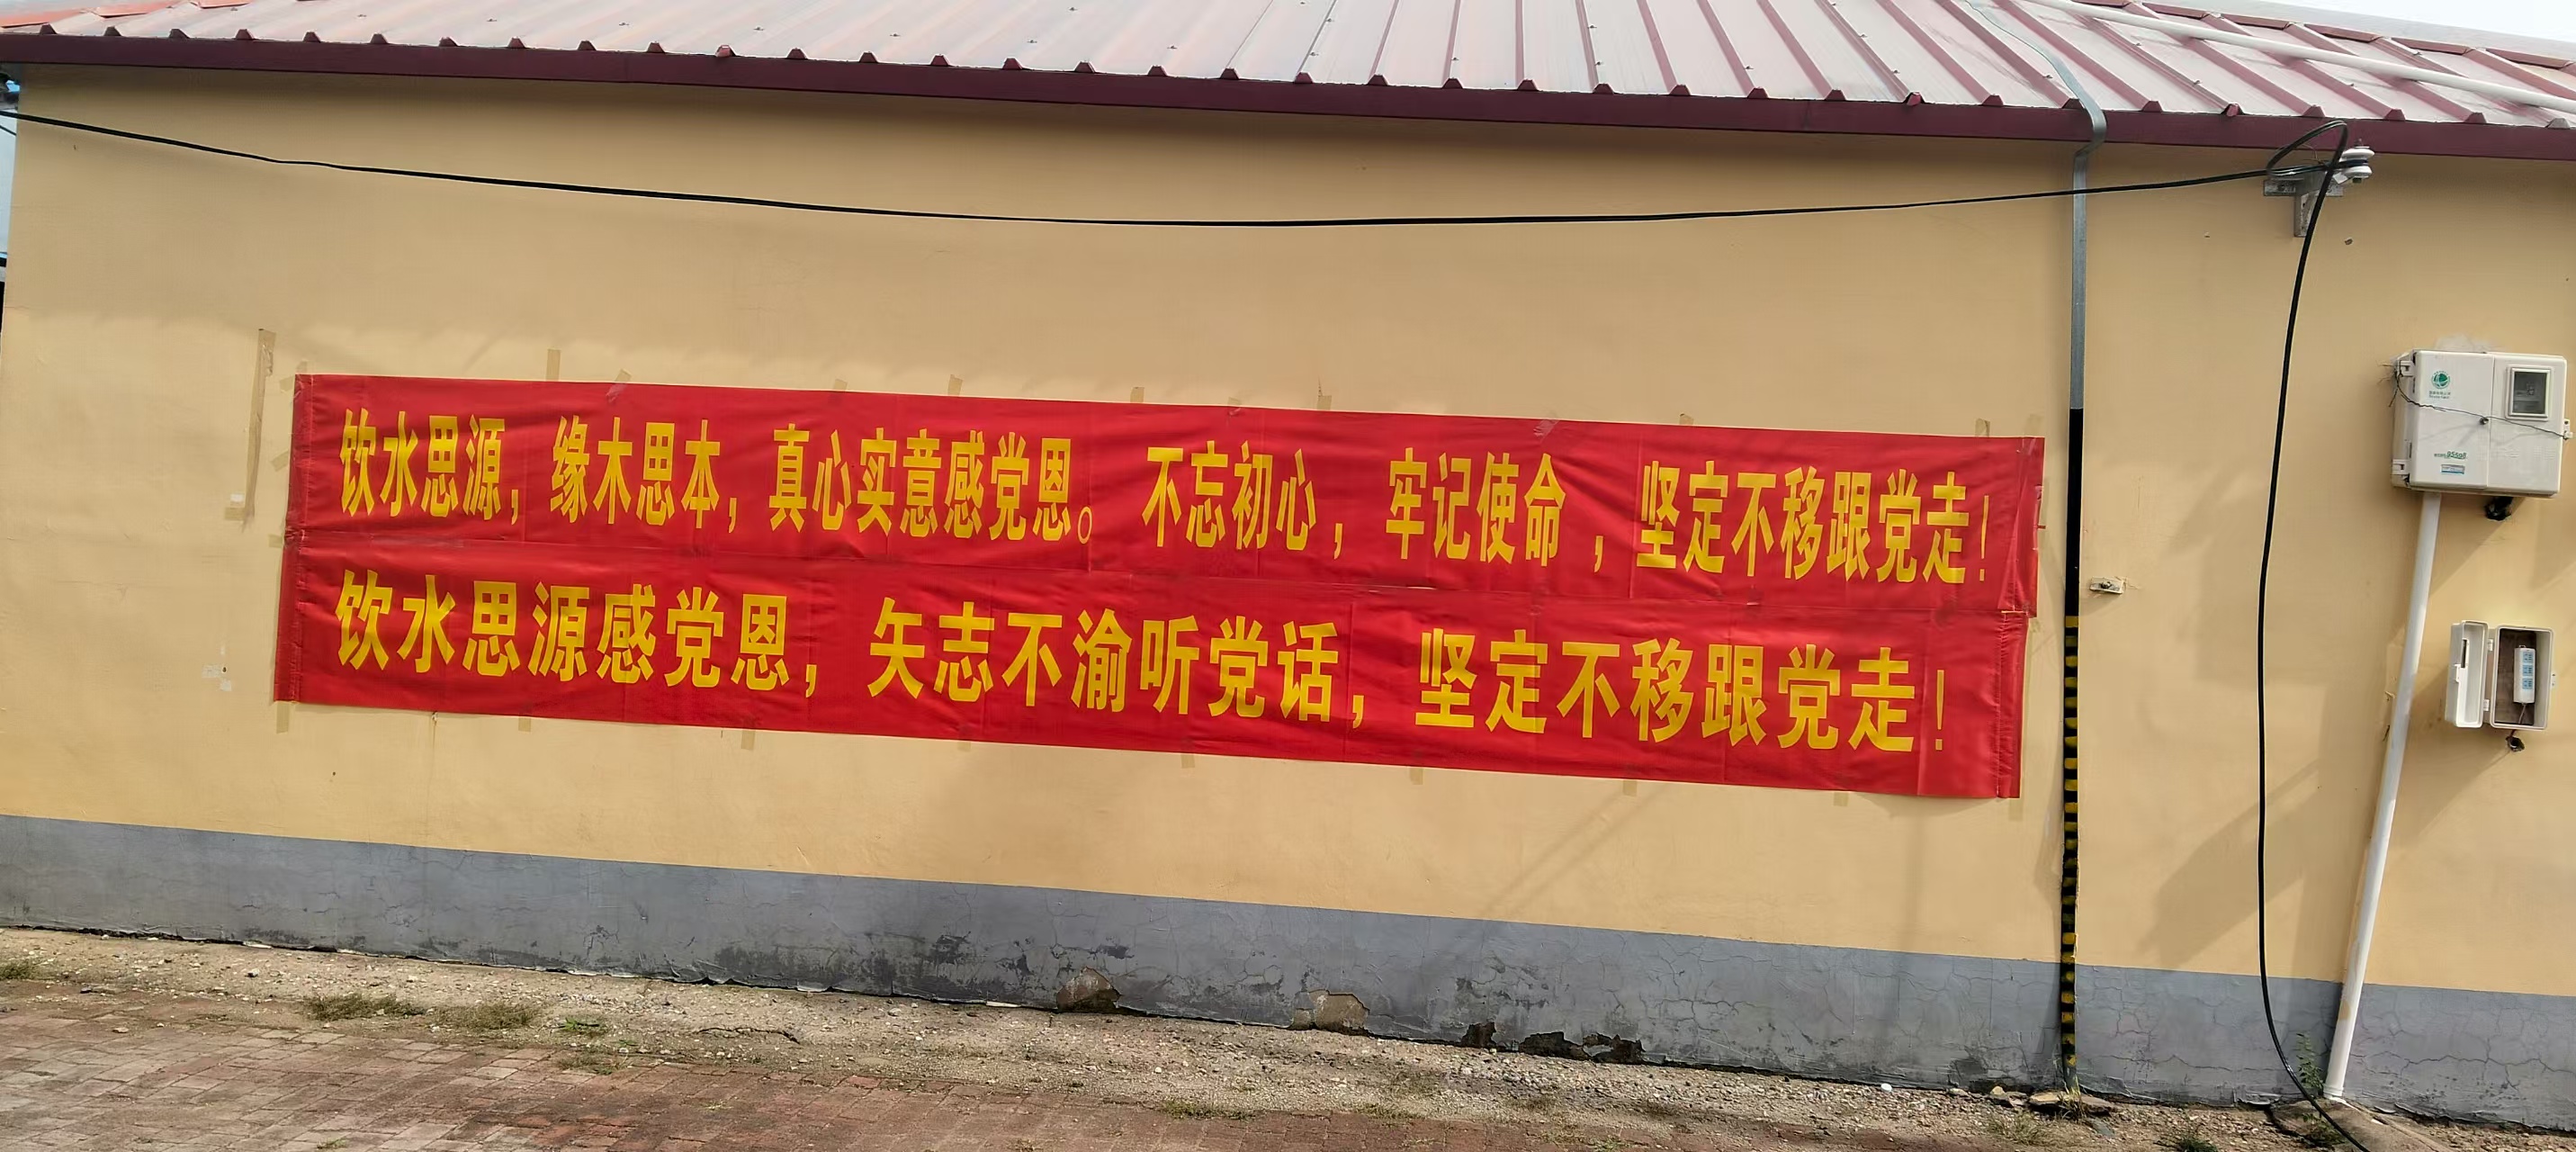 饮水思源，缘木思本，真心实意感党恩。不忘初心，牢记使命，坚定不移跟党走！
饮水思源感党恩，矢志不渝听党话，坚定不移跟党走！